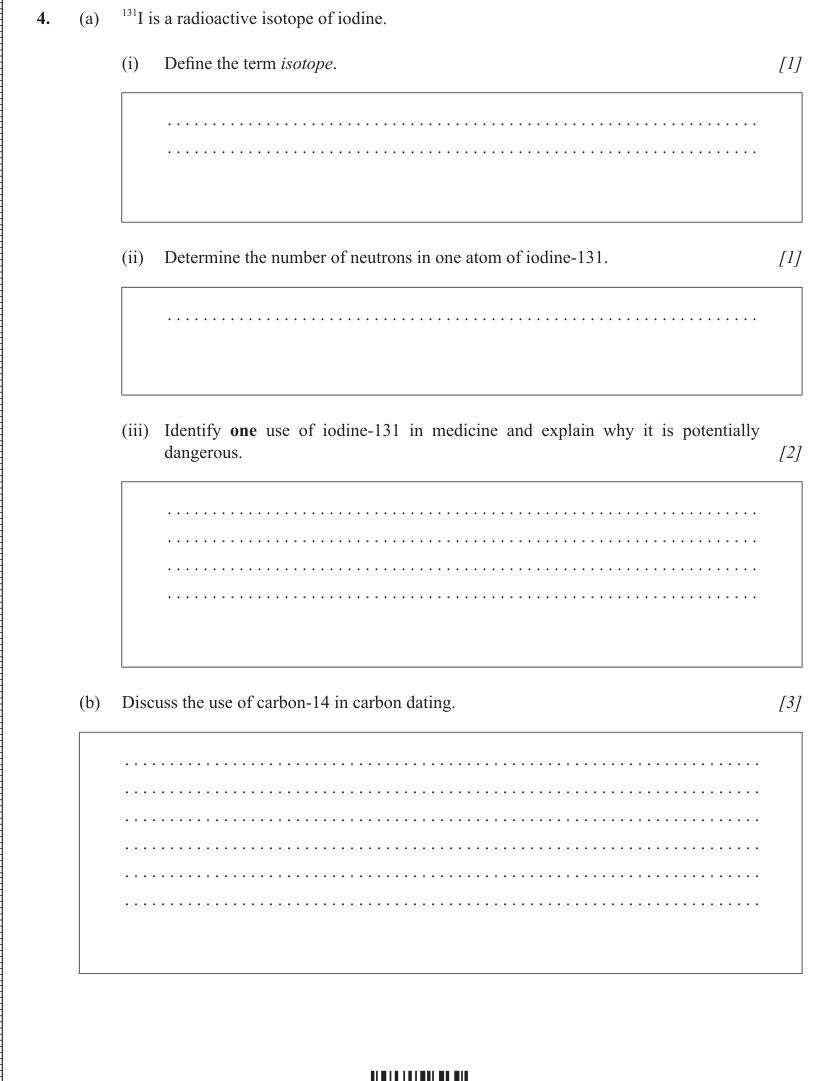 4. (a) ¹³¹I is a radioactive isotope of iodine.
(i) Define the term isotope. [1]
(ii) Determine the number of neutrons in one atom of iodine-131. [1]
(iii) Identify one use of iodine-131 in medicine and explain why it is potentially
dangerous. [2]
(b) Discuss the use of carbon-14 in carbon dating. [3]